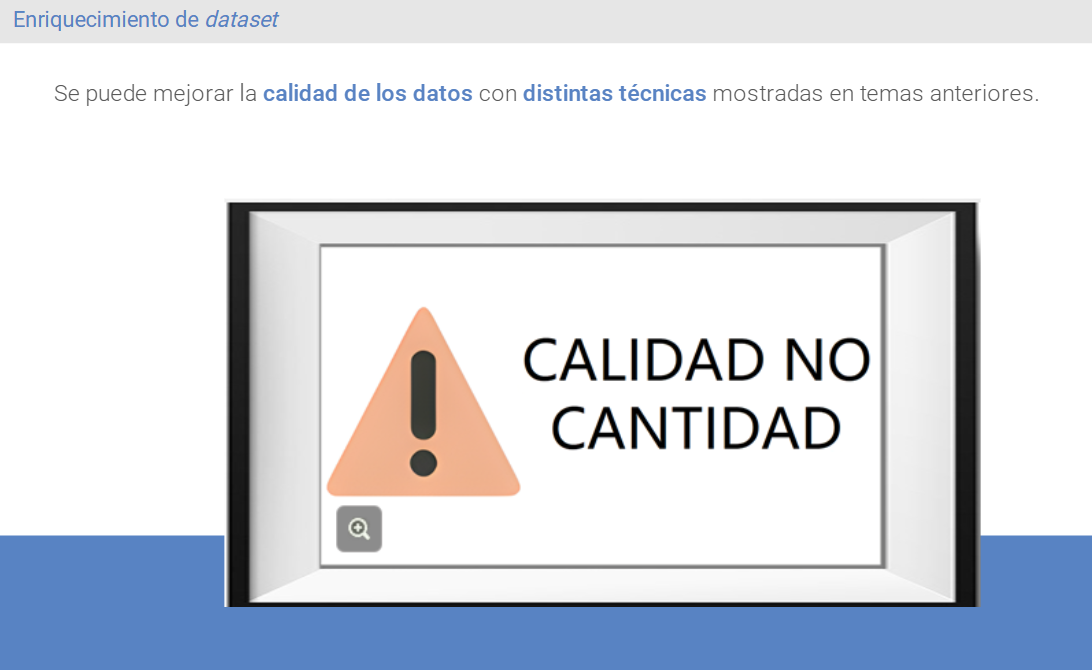 Enriquecimiento de dataset
Se puede mejorar la calidad de los datos con distintas técnicas mostradas en temas anteriores.
CALIDAD NO
CANTIDAD